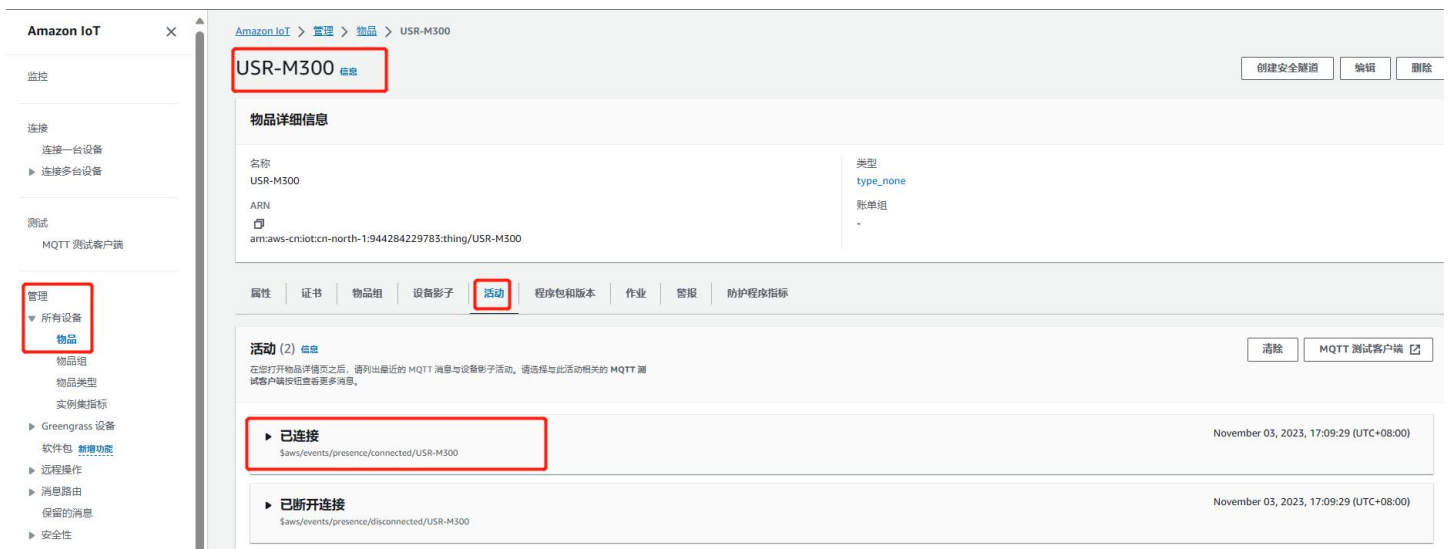 Amazon IoT
监控
连接
连接一台设备
连接多台设备
测试
MQTT 测试客户端
管理
所有设备
物品
物品组
物品类型
实例集指标
Greengrass 设备
软件包 新增功能
远程操作
消息路由
保留的消息
安全性
Amazon IoT > 管理 > 物品 > USR-M300
USR-M300 信息
创建安全隧道 编辑 删除
物品详细信息
名称
USR-M300
ARN
arn:aws-cn:iot:cn-north-1:944284229783:thing/USR-M300
类型
type_none
账单组
-
属性 证书 物品组 设备影子 活动 程序包和版本 作业 警报 防护程序指标
活动 (2) 信息
在您打开物品详情页之后，请列出最近的 MQTT 消息与设备影子活动。请选择与此活动相关的 MQTT 测
试客户端按钮查看更多消息。
清除 MQTT 测试客户端
已连接
$aws/events/presence/connected/USR-M300
November 03, 2023, 17:09:29 (UTC+08:00)
已断开连接
$aws/events/presence/disconnected/USR-M300
November 03, 2023, 17:09:29 (UTC+08:00)